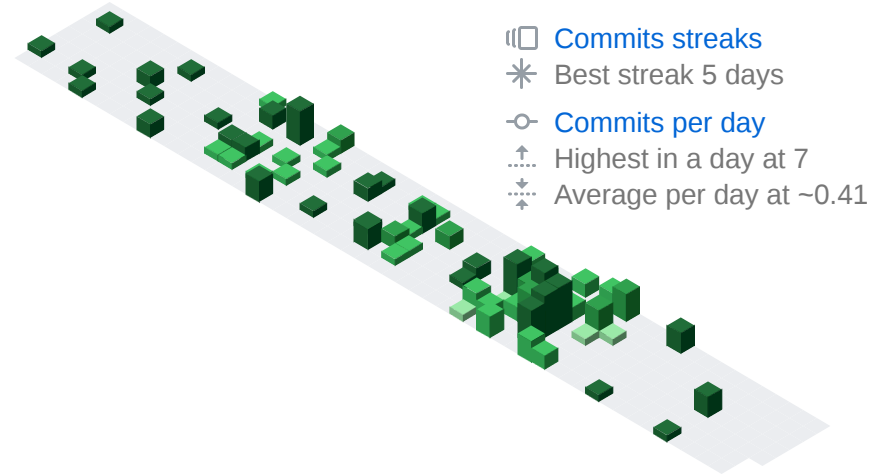 Commits streaks
Best streak 5 days
Commits per day
Highest in a day at 7
Average per day at ~0.41